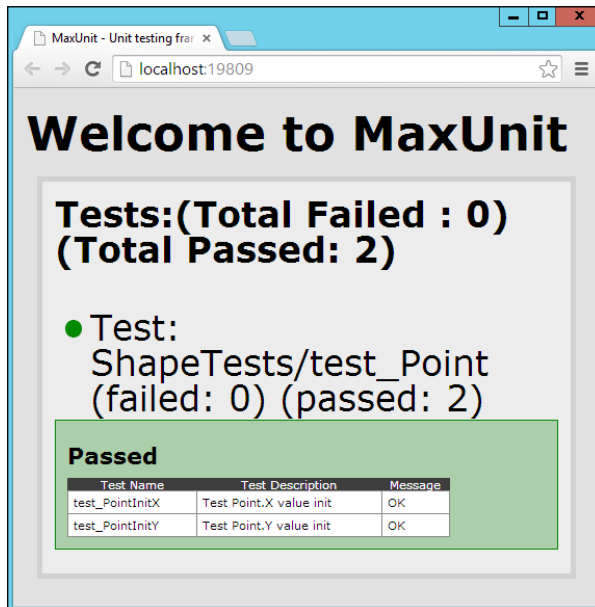 MaxUnit - Unit testing fran
localhost:19809
Welcome to MaxUnit
Tests:(Total Failed : 0)
(Total Passed: 2)
Test:
ShapeTests/test_Point
(failed: 0) (passed: 2)
Passed
Test Name Test Description Message
test_PointInitX Test Point.X value init OK
test_PointInitY Test Point.Y value init OK